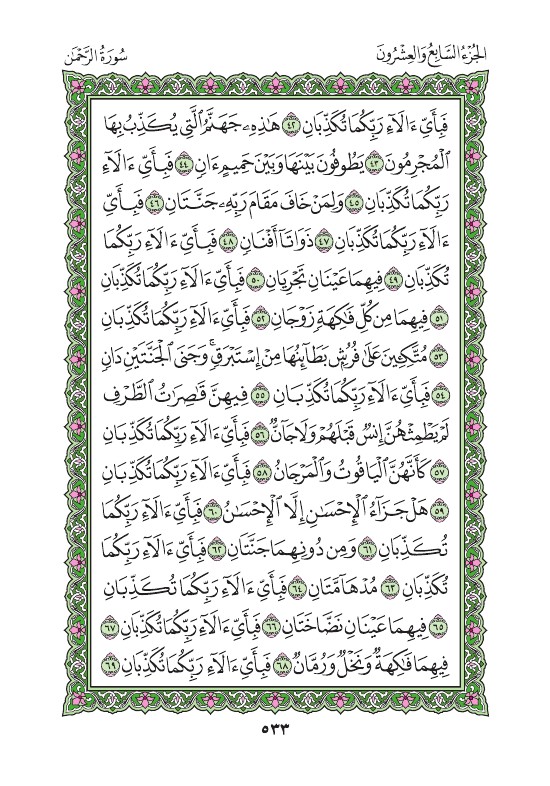 الجُزْءُ السَّابِعُ وَالعِشْرُونَ
سُورَةُ الرَّحْمَٰن
فَبِأَيِّ ءَالَآءِ رَبِّكُمَا تُكَذِّبَانِ ٤٢ هَٰذِهِۦ جَهَنَّمُ ٱلَّتِي يُكَذِّبُ بِهَا
ٱلْمُجْرِمُونَ ٤٣ يَطُوفُونَ بَيْنَهَا وَبَيْنَ حَمِيمٍ ءَانٖ ٤٤ فَبِأَيِّ ءَالَآءِ
رَبِّكُمَا تُكَذِّبَانِ ٤٥ وَلِمَنْ خَافَ مَقَامَ رَبِّهِۦ جَنَّتَانِ ٤٦ فَبِأَيِّ
ءَالَآءِ رَبِّكُمَا تُكَذِّبَانِ ٤٧ ذَوَاتَآ أَفْنَانٖ ٤٨ فَبِأَيِّ ءَالَآءِ رَبِّكُمَا
تُكَذِّبَانِ ٤٩ فِيهِمَا عَيْنَانِ تَجْرِيَانِ ٥٠ فَبِأَيِّ ءَالَآءِ رَبِّكُمَا تُكَذِّبَانِ
٥١ فِيهِمَا مِن كُلِّ فَٰكِهَةٖ زَوْجَانِ ٥٢ فَبِأَيِّ ءَالَآءِ رَبِّكُمَا تُكَذِّبَانِ
٥٣ مُتَّكِـِٔينَ عَلَىٰ فُرُشِۭ بَطَآئِنُهَا مِنْ إِسْتَبْرَقٖۚ وَجَنَى ٱلْجَنَّتَيْنِ دَانٖ
٥٤ فَبِأَيِّ ءَالَآءِ رَبِّكُمَا تُكَذِّبَانِ ٥٥ فِيهِنَّ قَٰصِرَٰتُ ٱلطَّرْفِ
لَمْ يَطْمِثْهُنَّ إِنسٞ قَبْلَهُمْ وَلَا جَآنّٞ ٥٦ فَبِأَيِّ ءَالَآءِ رَبِّكُمَا تُكَذِّبَانِ
٥٧ كَأَنَّهُنَّ ٱلْيَاقُوتُ وَٱلْمَرْجَانُ ٥٨ فَبِأَيِّ ءَالَآءِ رَبِّكُمَا تُكَذِّبَانِ
٥٩ هَلْ جَزَآءُ ٱلْإِحْسَٰنِ إِلَّا ٱلْإِحْسَٰنُ ٦٠ فَبِأَيِّ ءَالَآءِ رَبِّكُمَا
تُكَذِّبَانِ ٦١ وَمِن دُونِهِمَا جَنَّتَانِ ٦٢ فَبِأَيِّ ءَالَآءِ رَبِّكُمَا
تُكَذِّبَانِ ٦٣ مُدْهَآمَّتَانِ ٦٤ فَبِأَيِّ ءَالَآءِ رَبِّكُمَا تُكَذِّبَانِ
٦٥ فِيهِمَا عَيْنَانِ نَضَّاخَتَانِ ٦٦ فَبِأَيِّ ءَالَآءِ رَبِّكُمَا تُكَذِّبَانِ ٦٧
فِيهِمَا فَٰكِهَةٞ وَنَخْلٞ وَرُمَّانٞ ٦٨ فَبِأَيِّ ءَالَآءِ رَبِّكُمَا تُكَذِّبَانِ ٦٩
٥٣٣